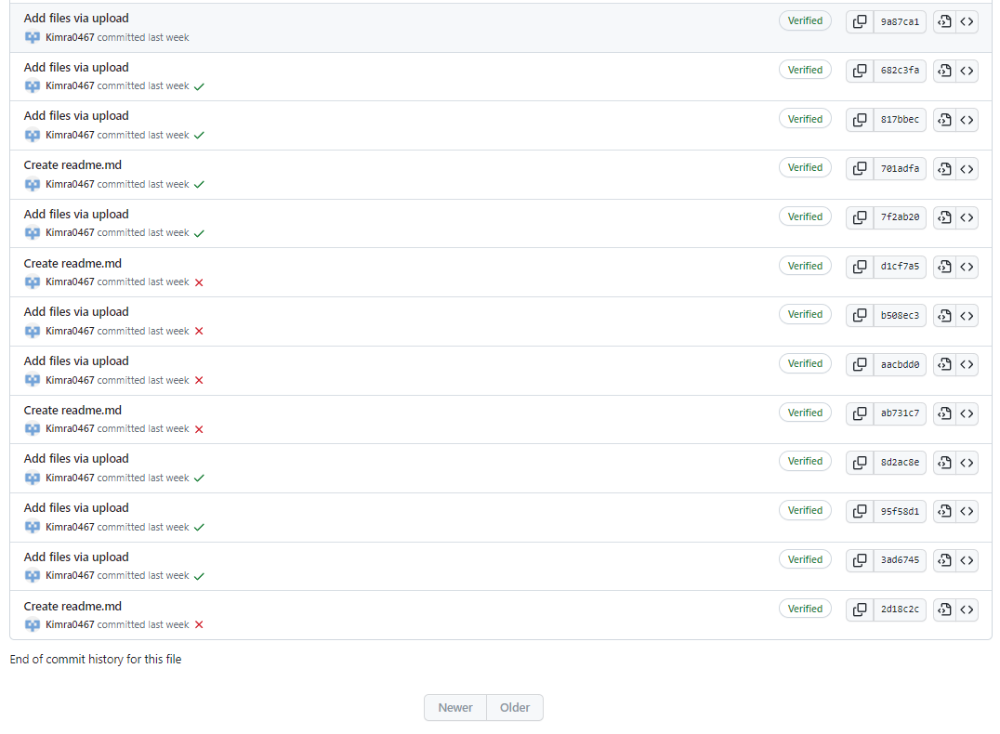 Add files via upload
Verified
9a87ca1
Kimra0467 committed last week
Add files via upload
Verified
682c3fa
Kimra0467 committed last week
Add files via upload
Verified
817bbec
Kimra0467 committed last week
Create readme.md
Verified
701adfa
Kimra0467 committed last week
Add files via upload
Verified
7f2ab20
Kimra0467 committed last week
Create readme.md
Verified
d1cf7a5
Kimra0467 committed last week
Add files via upload
Verified
b508ec3
Kimra0467 committed last week
Add files via upload
Verified
aacbdd0
Kimra0467 committed last week
Create readme.md
Verified
ab731c7
Kimra0467 committed last week
Add files via upload
Verified
8d2ac8e
Kimra0467 committed last week
Add files via upload
Verified
95f58d1
Kimra0467 committed last week
Add files via upload
Verified
3ad6745
Kimra0467 committed last week
Create readme.md
Verified
2d18c2c
Kimra0467 committed last week
End of commit history for this file
Newer
Older